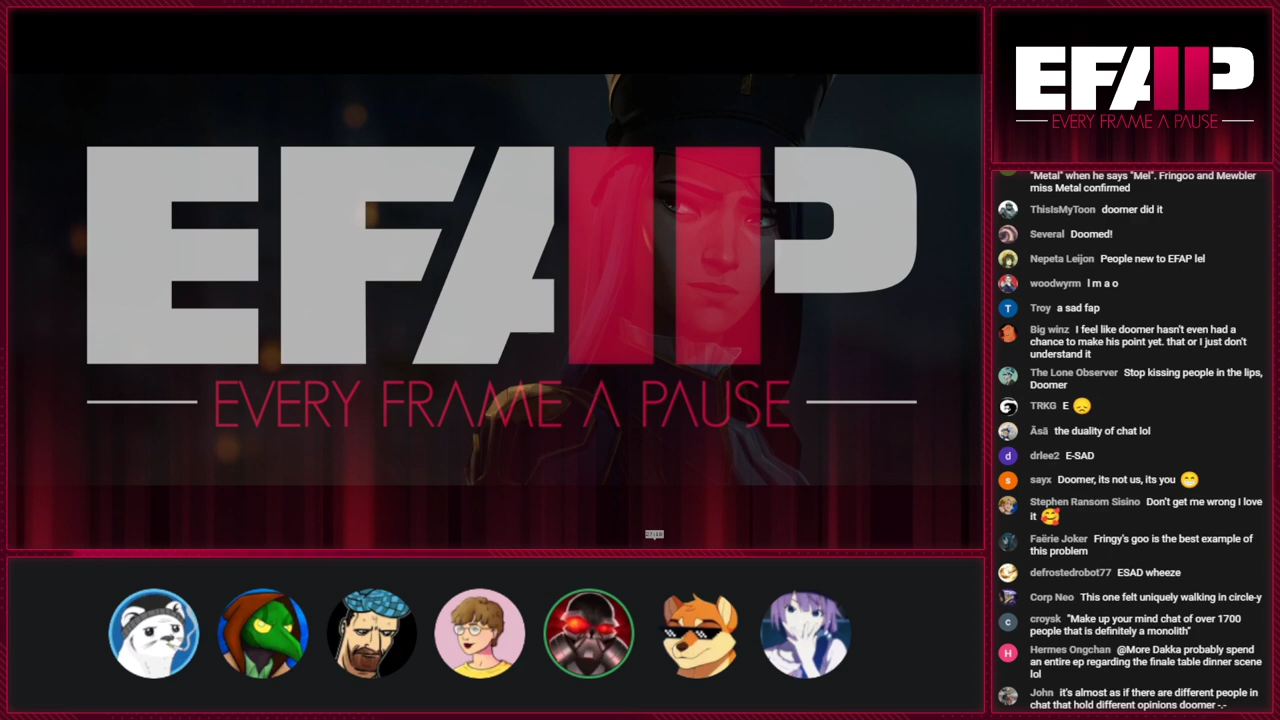 EFAP
EVERY FRAME A PAUSE
EFAP
EVERY FRAME A PAUSE
"Metal" when he says "Mel". Fringoo and Mewbler
miss Metal confirmed
ThisIsMyToon doomer did it
Several Doomed!
Nepeta Leijon People new to EFAP lel
woodwyrm l m a o
T Troy a sad fap
Big winz I feel like doomer hasn't even had a
chance to make his point yet. that or I just don't
understand it
The Lone Observer Stop kissing people in the lips,
Doomer
TRKG E 😞
Äsä the duality of chat lol
d drlee2 E-SAD
s sayx Doomer, its not us, its you 😁
Stephen Ransom Sisino Don't get me wrong I love
it 🥰
Faërie Joker Fringy's goo is the best example of
this problem
defrostedrobot77 ESAD wheeze
Corp Neo This one felt uniquely walking in circle-y
c croysk "Make up your mind chat of over 1700
people that is definitely a monolith"
H Hermes Ongchan @More Dakka probably spend
an entire ep regarding the finale table dinner scene
lol
John it's almost as if there are different people in
chat that hold different opinions doomer -.-